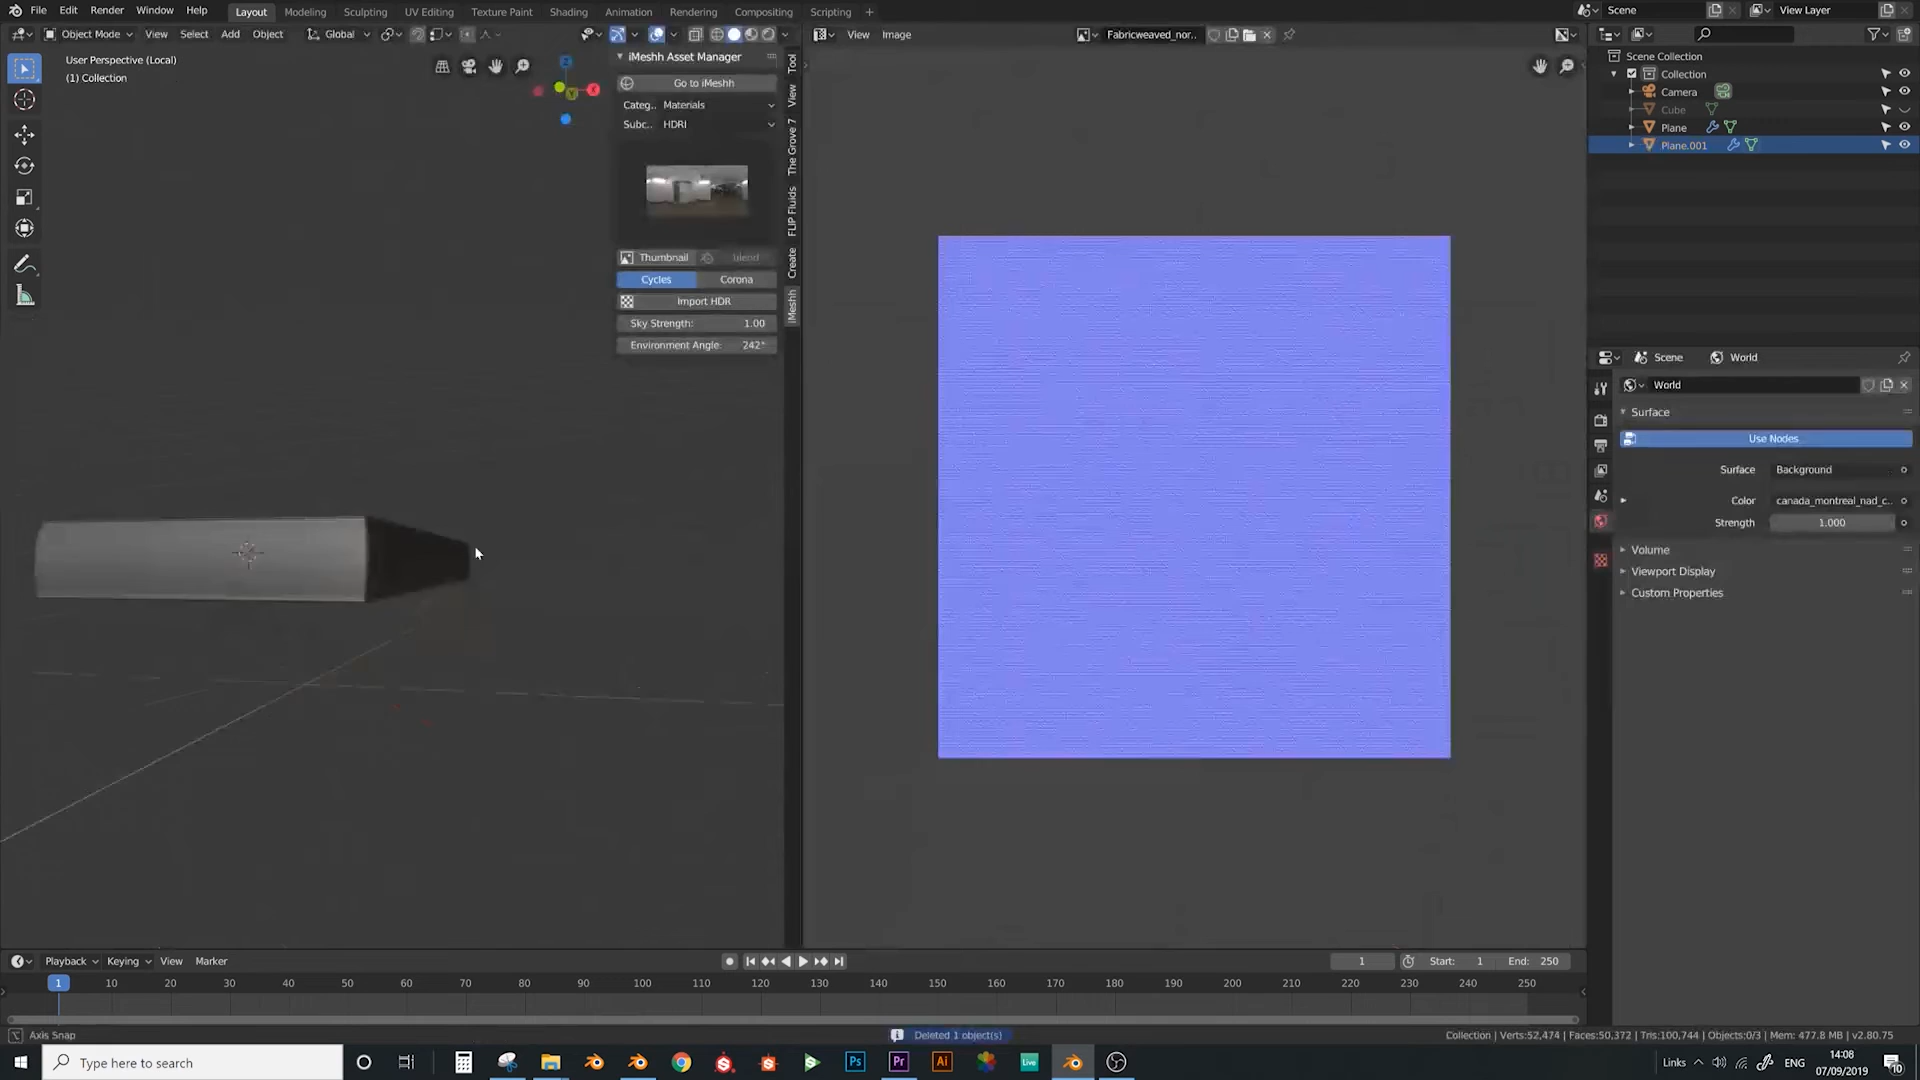 File Edit Render Window Help Layout Modeling Sculpting UV Editing Texture Paint Shading Animation Rendering Compositing Scripting + Scene View Layer
Object Mode View Select Add Object Global View Image Fabricweaved_nor..
User Perspective (Local)
(1) Collection
iMeshh Asset Manager
Go to iMeshh
Categ.. Materials
Subc.. HDRI
Thumbnail blend
Cycles Corona
Import HDR
Sky Strength: 1.00
Environment Angle: 242°
Tool
View
The Grove 7
FLIP Fluids
Create
iMeshh
Scene Collection
Collection
Camera
Cube
Plane
Plane.001
Scene World
World
Surface
Use Nodes
Surface Background
Color canada_montreal_nad_c..
Strength 1.000
Volume
Viewport Display
Custom Properties
Playback Keying View Marker 1 Start: 1 End: 250
1 10 20 30 40 50 60 70 80 90 100 110 120 130 140 150 160 170 180 190 200 210 220 230 240 250
Axis Snap Deleted 1 object(s) Collection | Verts:52,474 | Faces:50,372 | Tris:100,744 | Objects:0/3 | Mem: 477.8 MB | v2.80.75
Type here to search Ps Pr Ai Live Links ENG 14:08
07/09/2019 10